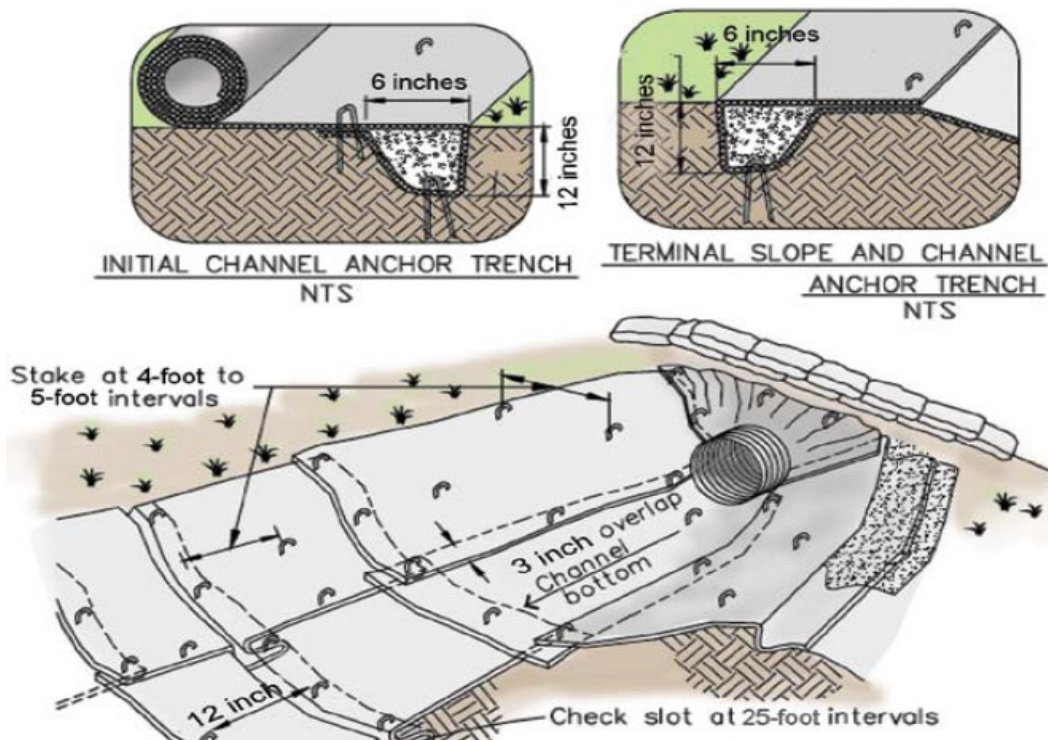 6 inches
12 inches
INITIAL CHANNEL ANCHOR TRENCH
NTS
6 inches
12 inches
TERMINAL SLOPE AND CHANNEL
ANCHOR TRENCH
NTS
Stake at 4-foot to
5-foot intervals
3 inch overlap
Channel
bottom
12 inch
Check slot at 25-foot intervals